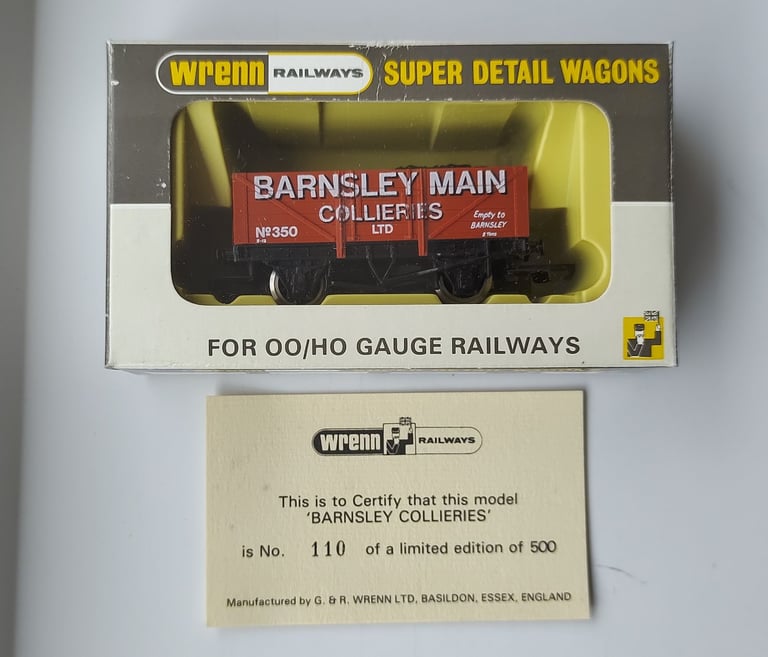 wrenn RAILWAYS SUPER DETAIL WAGONS
BARNSLEY MAIN
COLLIERIES
LTD
Nº350
Empty to
BARNSLEY
FOR OO/HO GAUGE RAILWAYS
wrenn RAILWAYS
This is to Certify that this model
'BARNSLEY COLLIERIES'
is No. 110 of a limited edition of 500
Manufactured by G. & R. WRENN LTD, BASILDON, ESSEX, ENGLAND